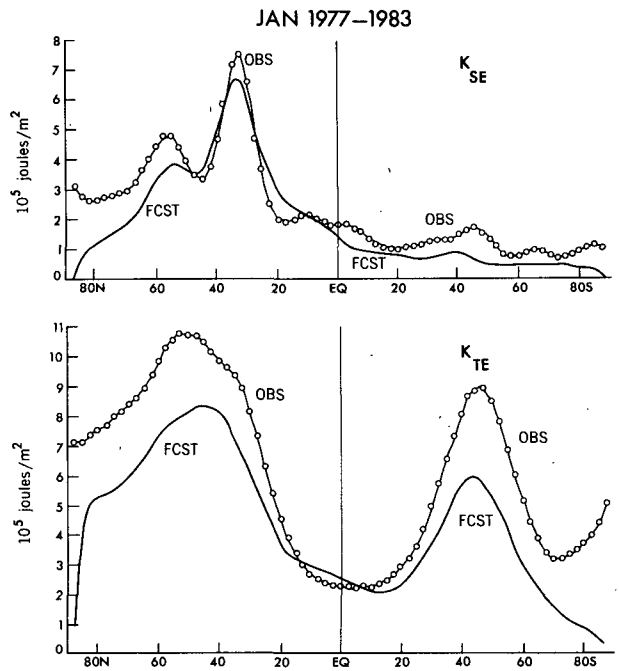 JAN 1977–1983
8
7
6
5
4
3
2
1
0
10⁵ joules/m²
OBS
K_SE
FCST
OBS
FCST
80N 60 40 20 EQ 20 40 60 80S
11
10
9
8
7
6
5
4
3
2
1
0
10⁵ joules/m²
K_TE
OBS
FCST
OBS
FCST
80N 60 40 20 EQ 20 40 60 80S